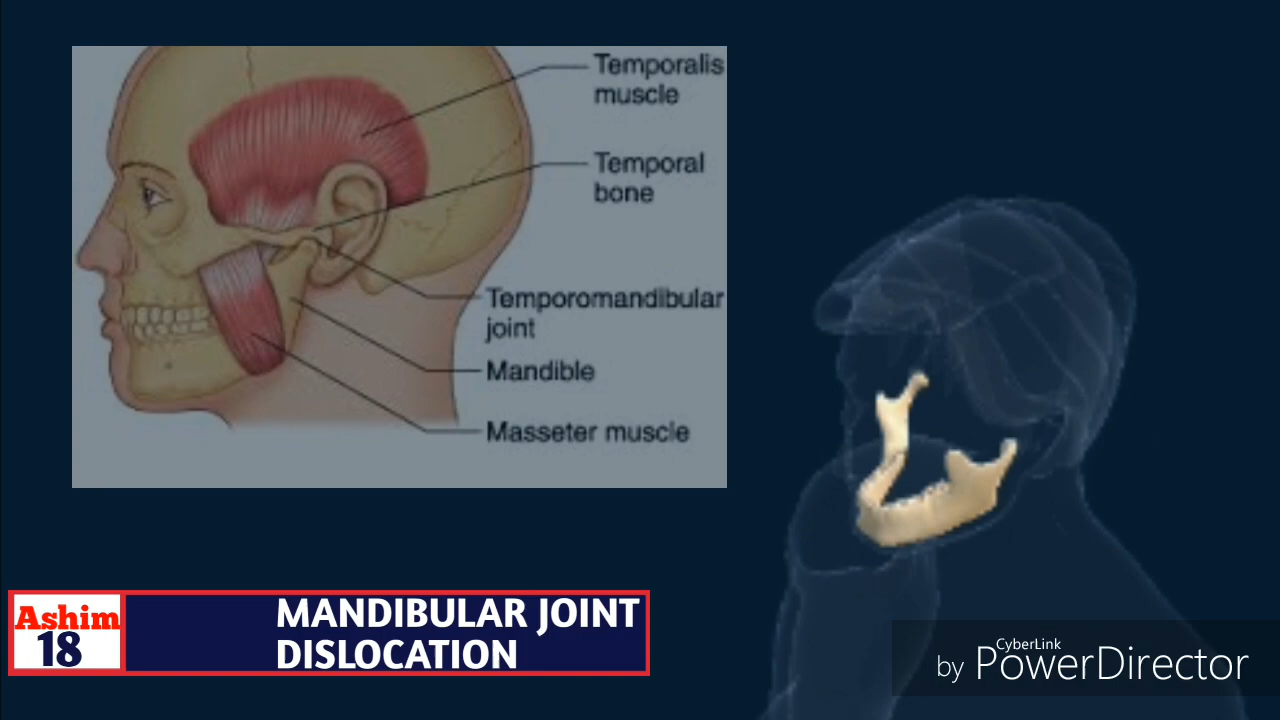 Temporalis
muscle
Temporal
bone
Temporomandibular
joint
Mandible
Masseter muscle
Ashim
18
MANDIBULAR JOINT
DISLOCATION
CyberLink
by PowerDirector